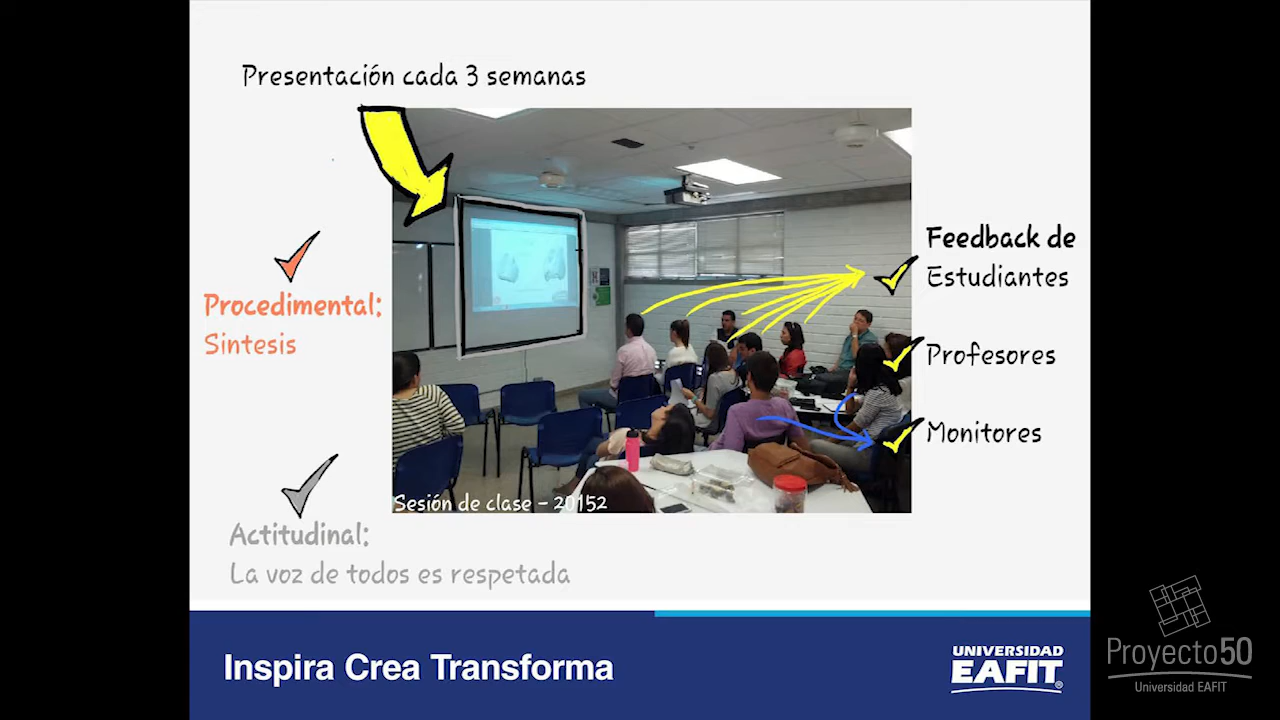 Presentación cada 3 semanas
Feedback de
Estudiantes
Procedimental:
Sintesis
Profesores
Monitores
Sesión de clase - 20152
Actitudinal:
La voz de todos es respetada
Inspira Crea Transforma
UNIVERSIDAD
EAFIT®
Proyecto50
Universidad EAFIT